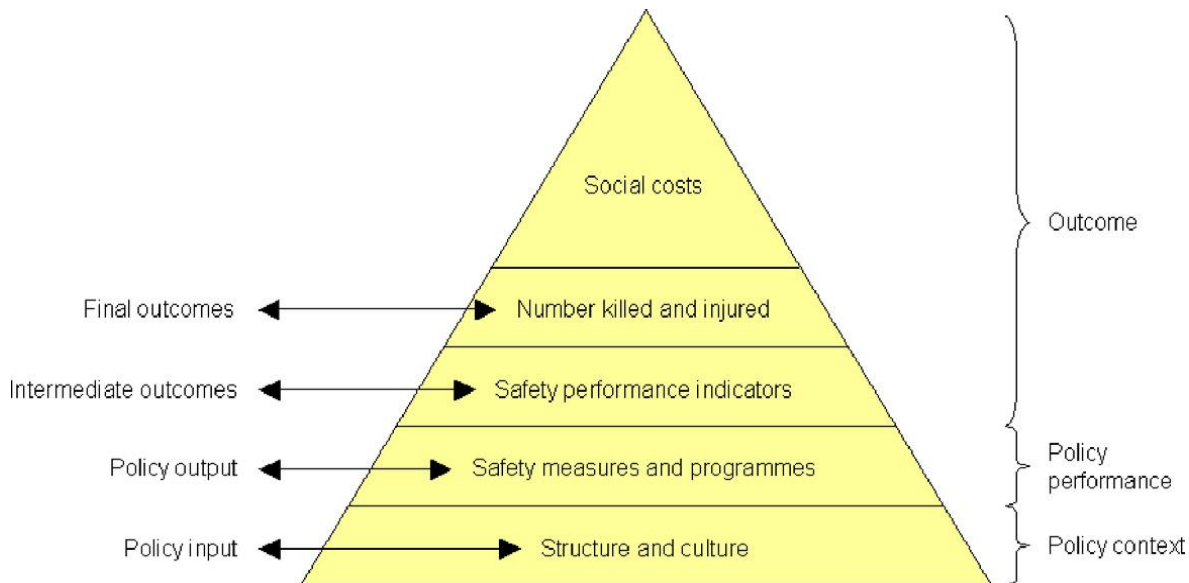 Social costs
Outcome
Final outcomes
Number killed and injured
Intermediate outcomes
Safety performance indicators
Policy output
Safety measures and programmes
Policy
performance
Policy input
Structure and culture
Policy context